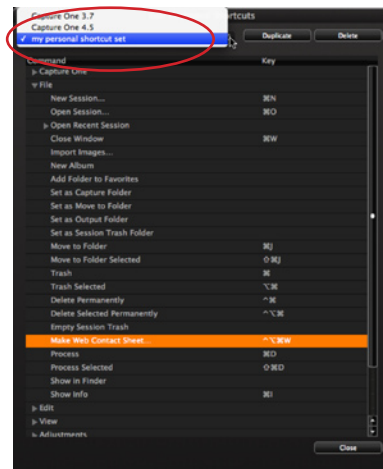 Capture One 3.7
Capture One 4.5
✓ my personal shortcut set
rtcuts
Duplicate Delete
Command Key
Capture One
File
New Session... ⌘N
Open Session... ⌘O
Open Recent Session
Close Window ⌘W
Import Images...
New Album
Add Folder to Favorites
Set as Capture Folder
Set as Move to Folder
Set as Output Folder
Set as Session Trash Folder
Move to Folder ⌘J
Move to Folder Selected ⇧⌘J
Trash ⌘
Trash Selected ⌥⌘
Delete Permanently ^⌘
Delete Selected Permanently ^⌥⌘
Empty Session Trash
Make Web Contact Sheet... ^⌥⌘W
Process ⌘D
Process Selected ⇧⌘D
Show in Finder
Show Info ⌘I
Edit
View
Adjustments
Close